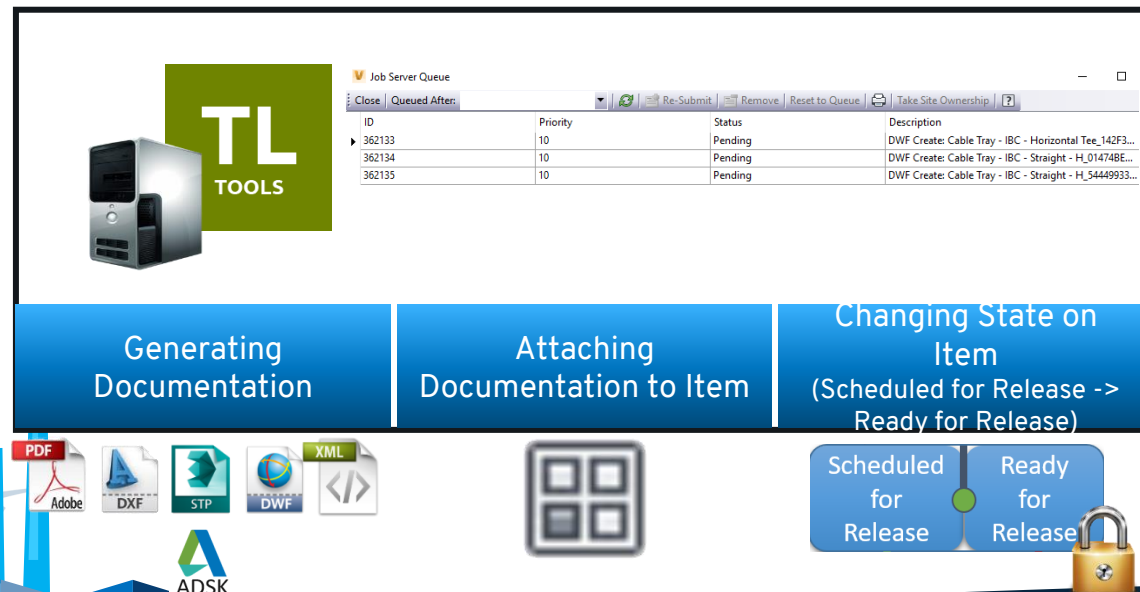 TL
TOOLS
V Job Server Queue
Close Queued After: Re-Submit Remove Reset to Queue Take Site Ownership ?
ID Priority Status Description
362133 10 Pending DWF Create: Cable Tray - IBC - Horizontal Tee_142F3...
362134 10 Pending DWF Create: Cable Tray - IBC - Straight - H_01474BE...
362135 10 Pending DWF Create: Cable Tray - IBC - Straight - H_54449933...
Generating
Documentation
Attaching
Documentation to Item
Changing State on
Item
(Scheduled for Release ->
Ready for Release)
PDF
Adobe
DXF
STP
DWF
XML
</>
ADSK
Scheduled
for
Release
Ready
for
Release